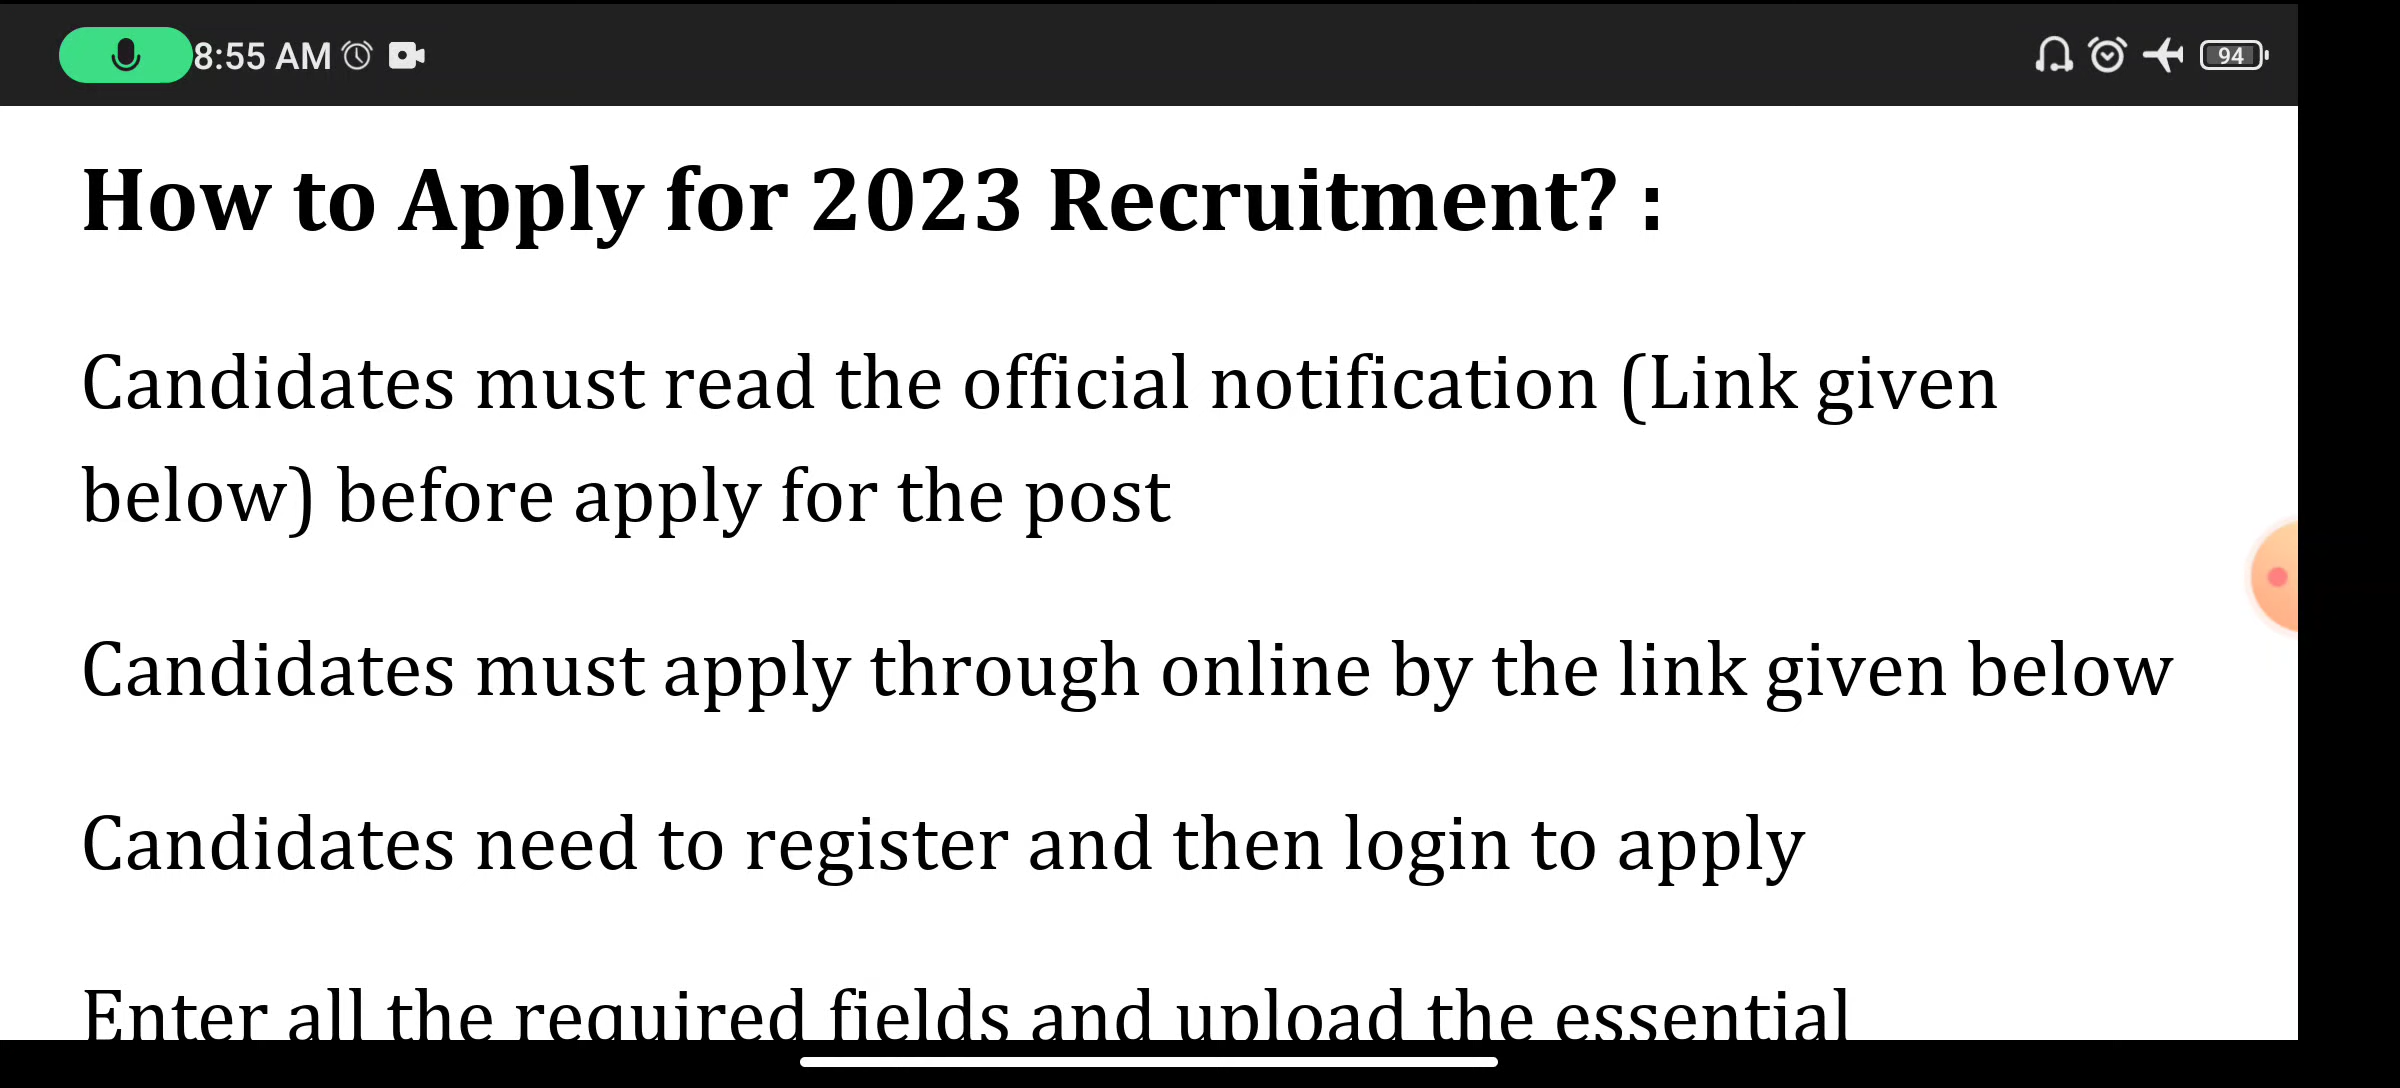 8:55 AM
94
How to Apply for 2023 Recruitment? :
Candidates must read the official notification (Link given
below) before apply for the post
Candidates must apply through online by the link given below
Candidates need to register and then login to apply
Enter all the required fields and upload the essential